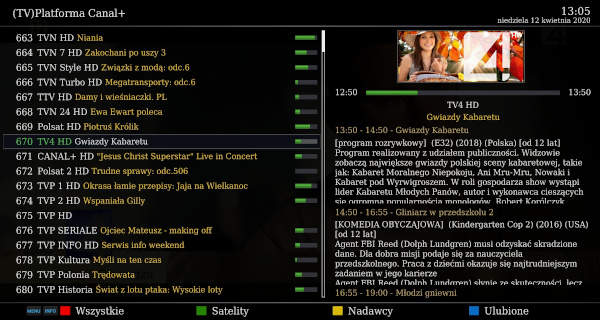 (TV)Platforma Canal+
13:05
niedziela 12 kwietnia 2020
663 TVN HD Niania
664 TVN 7 HD Zakochani po uszy 3
665 TVN Style HD Związki z modą: odc.6
666 TVN Turbo HD Megatransporty: odc.6
667 TTV HD Damy i wieśniaczki. PL
668 TVN 24 HD Ewa Ewart poleca
669 Polsat HD Piotruś Królik
670 TV4 HD Gwiazdy Kabaretu
671 CANAL+ HD "Jesus Christ Superstar" Live in Concert
672 Polsat 2 HD Trudne sprawy: odc.506
673 TVP 1 HD Okrasa łamie przepisy: Jaja na Wielkanoc
674 TVP 2 HD Wspaniała Gilly
675 TVP HD
676 TVP SERIALE Ojciec Mateusz - making off
677 TVP INFO HD Serwis info weekend
678 TVP Kultura Myśli na ten czas
679 TVP Polonia Trędowata
680 TVP Historia Świat z lotu ptaka: Wysokie loty
4
12:50
13:50
TV4 HD
Gwiazdy Kabaretu
13:50 - 14:50 - Gwiazdy Kabaretu
[program rozrywkowy] (E32) (2018) (Polska) [od 12 lat]
Program realizowany z udziałem publiczności. Widzowie
zobaczą największe gwiazdy polskiej sceny kabaretowej, takie
jak: Kabaret Moralnego Niepokoju, Ani Mru-Mru, Nowaki i
Kabaret pod Wyrwigroszem. W roli gospodarza show wystąpi
lider Kabaretu Młodych Panów, autor i wykonawca cieszących
się ogromną popularnością monologów, Robert Korólczyk.
14:50 - 16:55 - Gliniarz w przedszkolu 2
[KOMEDIA OBYCZAJOWA] (Kindergarten Cop 2) (2016) (USA)
[od 12 lat]
Agent FBI Reed (Dolph Lundgren) musi odzyskać skradzione
dane. Dla dobra misji podaje się za nauczyciela
przedszkolnego. Praca z dziećmi okazuje się najtrudniejszym
zadaniem w jego karierze
Agent FBI Reed (Dolph Lundgren) słynie ze skuteczności, lecz
16:55 - 19:00 - Młodzi gniewni
MENU INFO Wszystkie
Satelity
Nadawcy
Ulubione